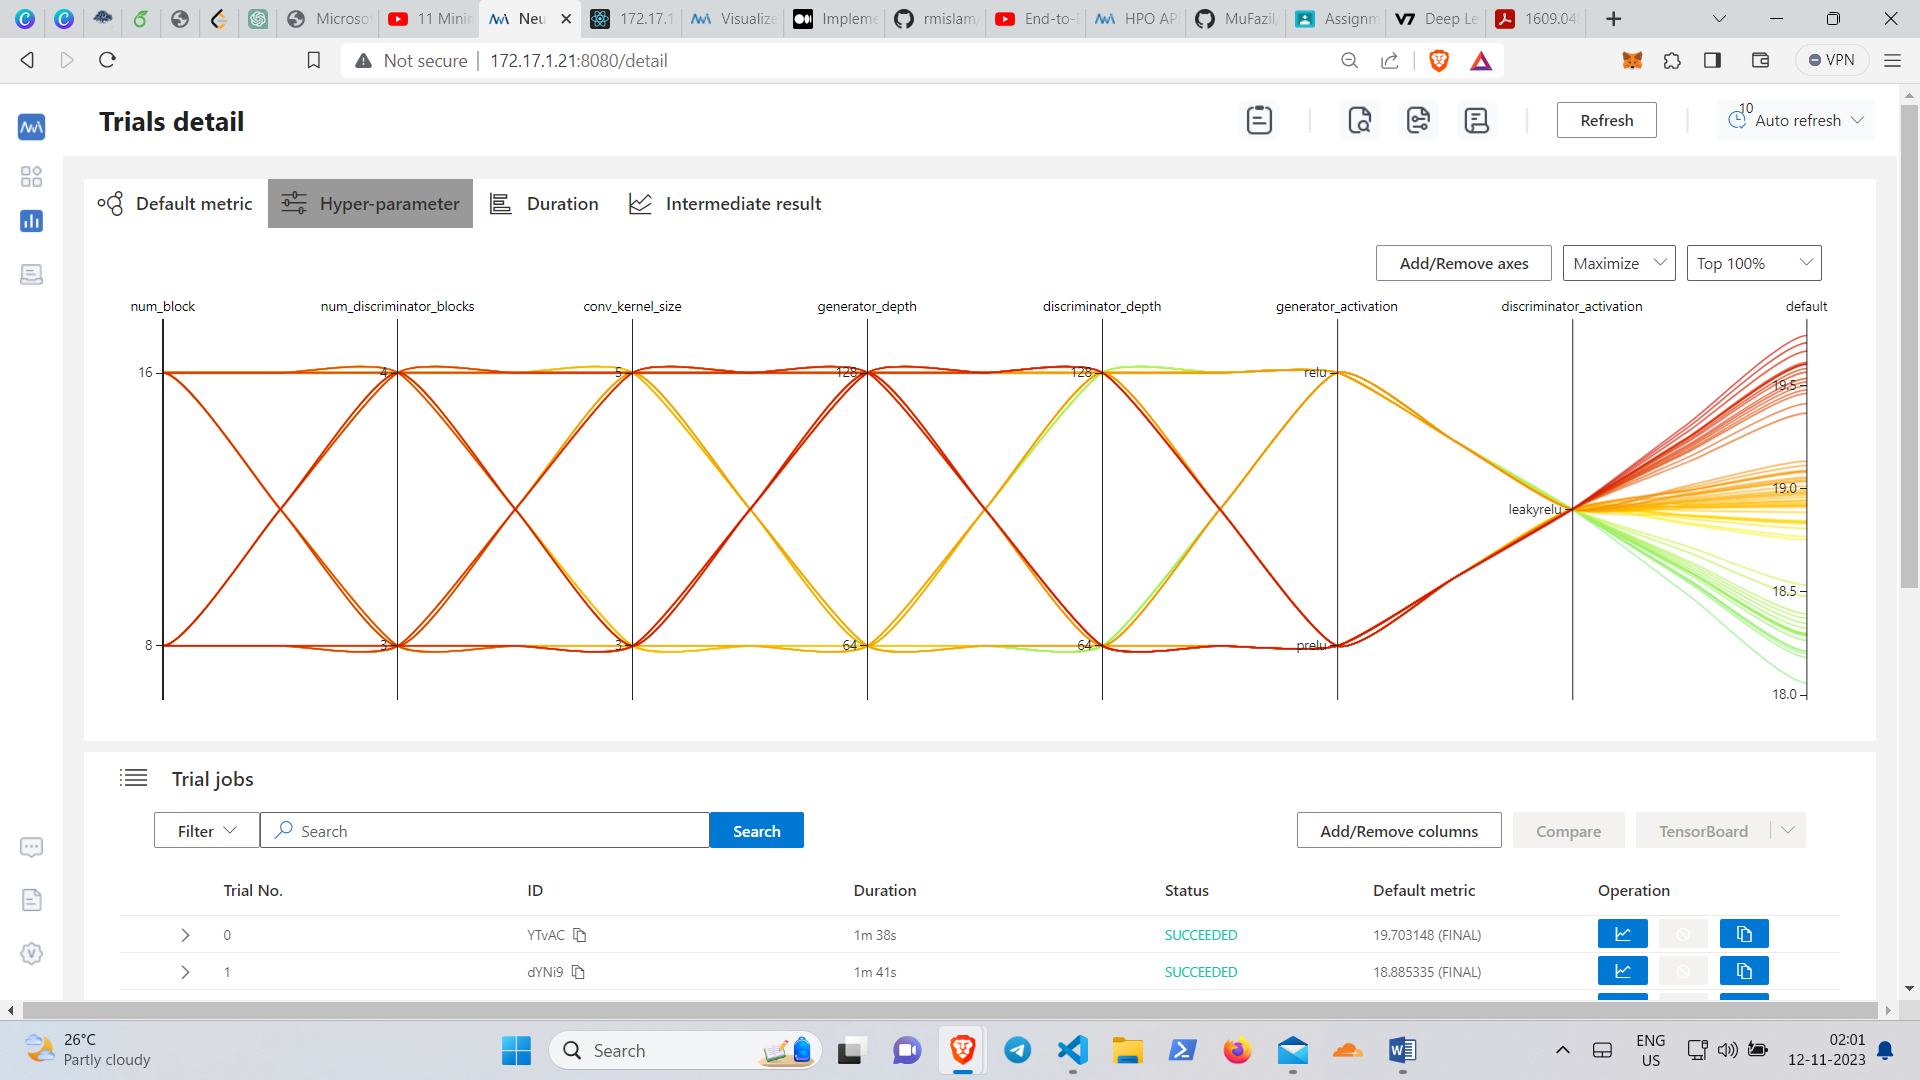 Microso
11 Minin
Neu
172.17.1
Visualize
Impleme
rmislam/
End-to-E
HPO AP
MuFazil/
Assignm
Deep Le
1609.04
Not secure
172.17.1.21:8080/detail
VPN
Trials detail
Refresh
10
Auto refresh
Default metric
Hyper-parameter
Duration
Intermediate result
Add/Remove axes
Maximize
Top 100%
num_block
num_discriminator_blocks
conv_kernel_size
generator_depth
discriminator_depth
generator_activation
discriminator_activation
default
16
4
5
128
128
relu
19.5
19.0
leakyrelu
18.5
8
3
3
64
64
prelu
18.0
Trial jobs
Filter
Search
Search
Add/Remove columns
Compare
TensorBoard
Trial No. ID Duration Status Default metric Operation
0 YTvAC 1m 38s SUCCEEDED 19.703148 (FINAL)
1 dYNi9 1m 41s SUCCEEDED 18.885335 (FINAL)
26°C
Partly cloudy
Search
ENG
US
02:01
12-11-2023